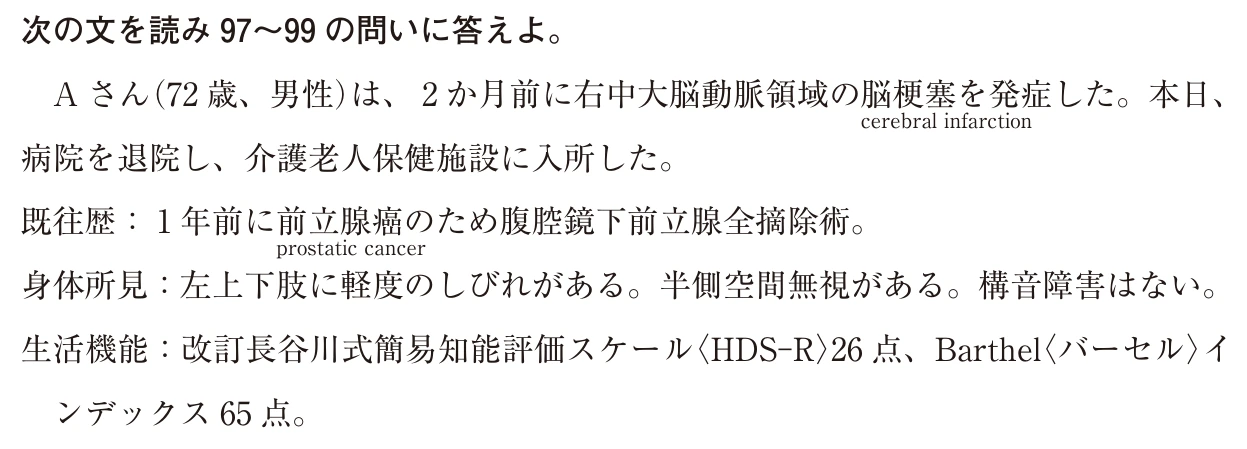 次の文を読み 97～99 の問いに答えよ。
A さん(72 歳、男性)は、 2 か月前に右中大脳動脈領域の脳梗塞を発症した。本日、
cerebral infarction
病院を退院し、介護老人保健施設に入所した。
既往歴： 1 年前に前立腺癌のため腹腔鏡下前立腺全摘除術。
prostatic cancer
身体所見：左上下肢に軽度のしびれがある。半側空間無視がある。構音障害はない。
生活機能：改訂長谷川式簡易知能評価スケール〈HDS-R〉26 点、Barthel〈バーセル〉イ
ンデックス 65 点。